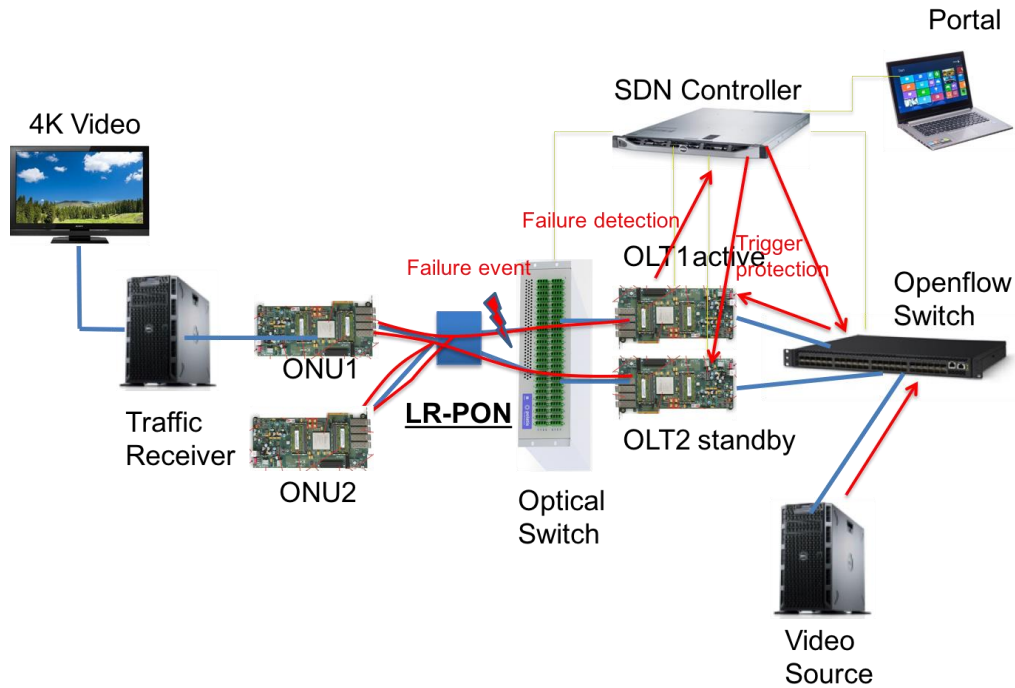 Portal
SDN Controller
4K Video
Failure detection
OLT1active
Trigger
protection
Failure event
Openflow
Switch
ONU1
LR-PON
Traffic
Receiver
OLT2 standby
ONU2
Optical
Switch
Video
Source